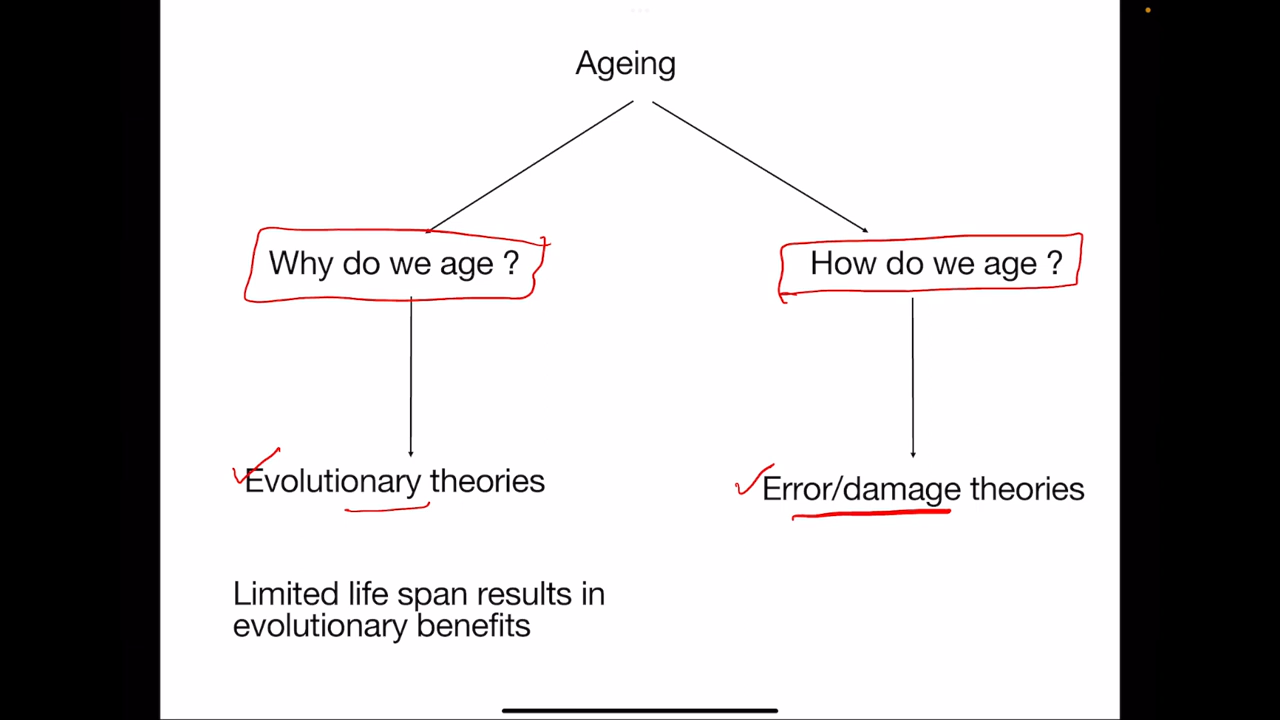 Ageing
Why do we age ?
How do we age ?
Evolutionary theories
Error/damage theories
Limited life span results in
evolutionary benefits